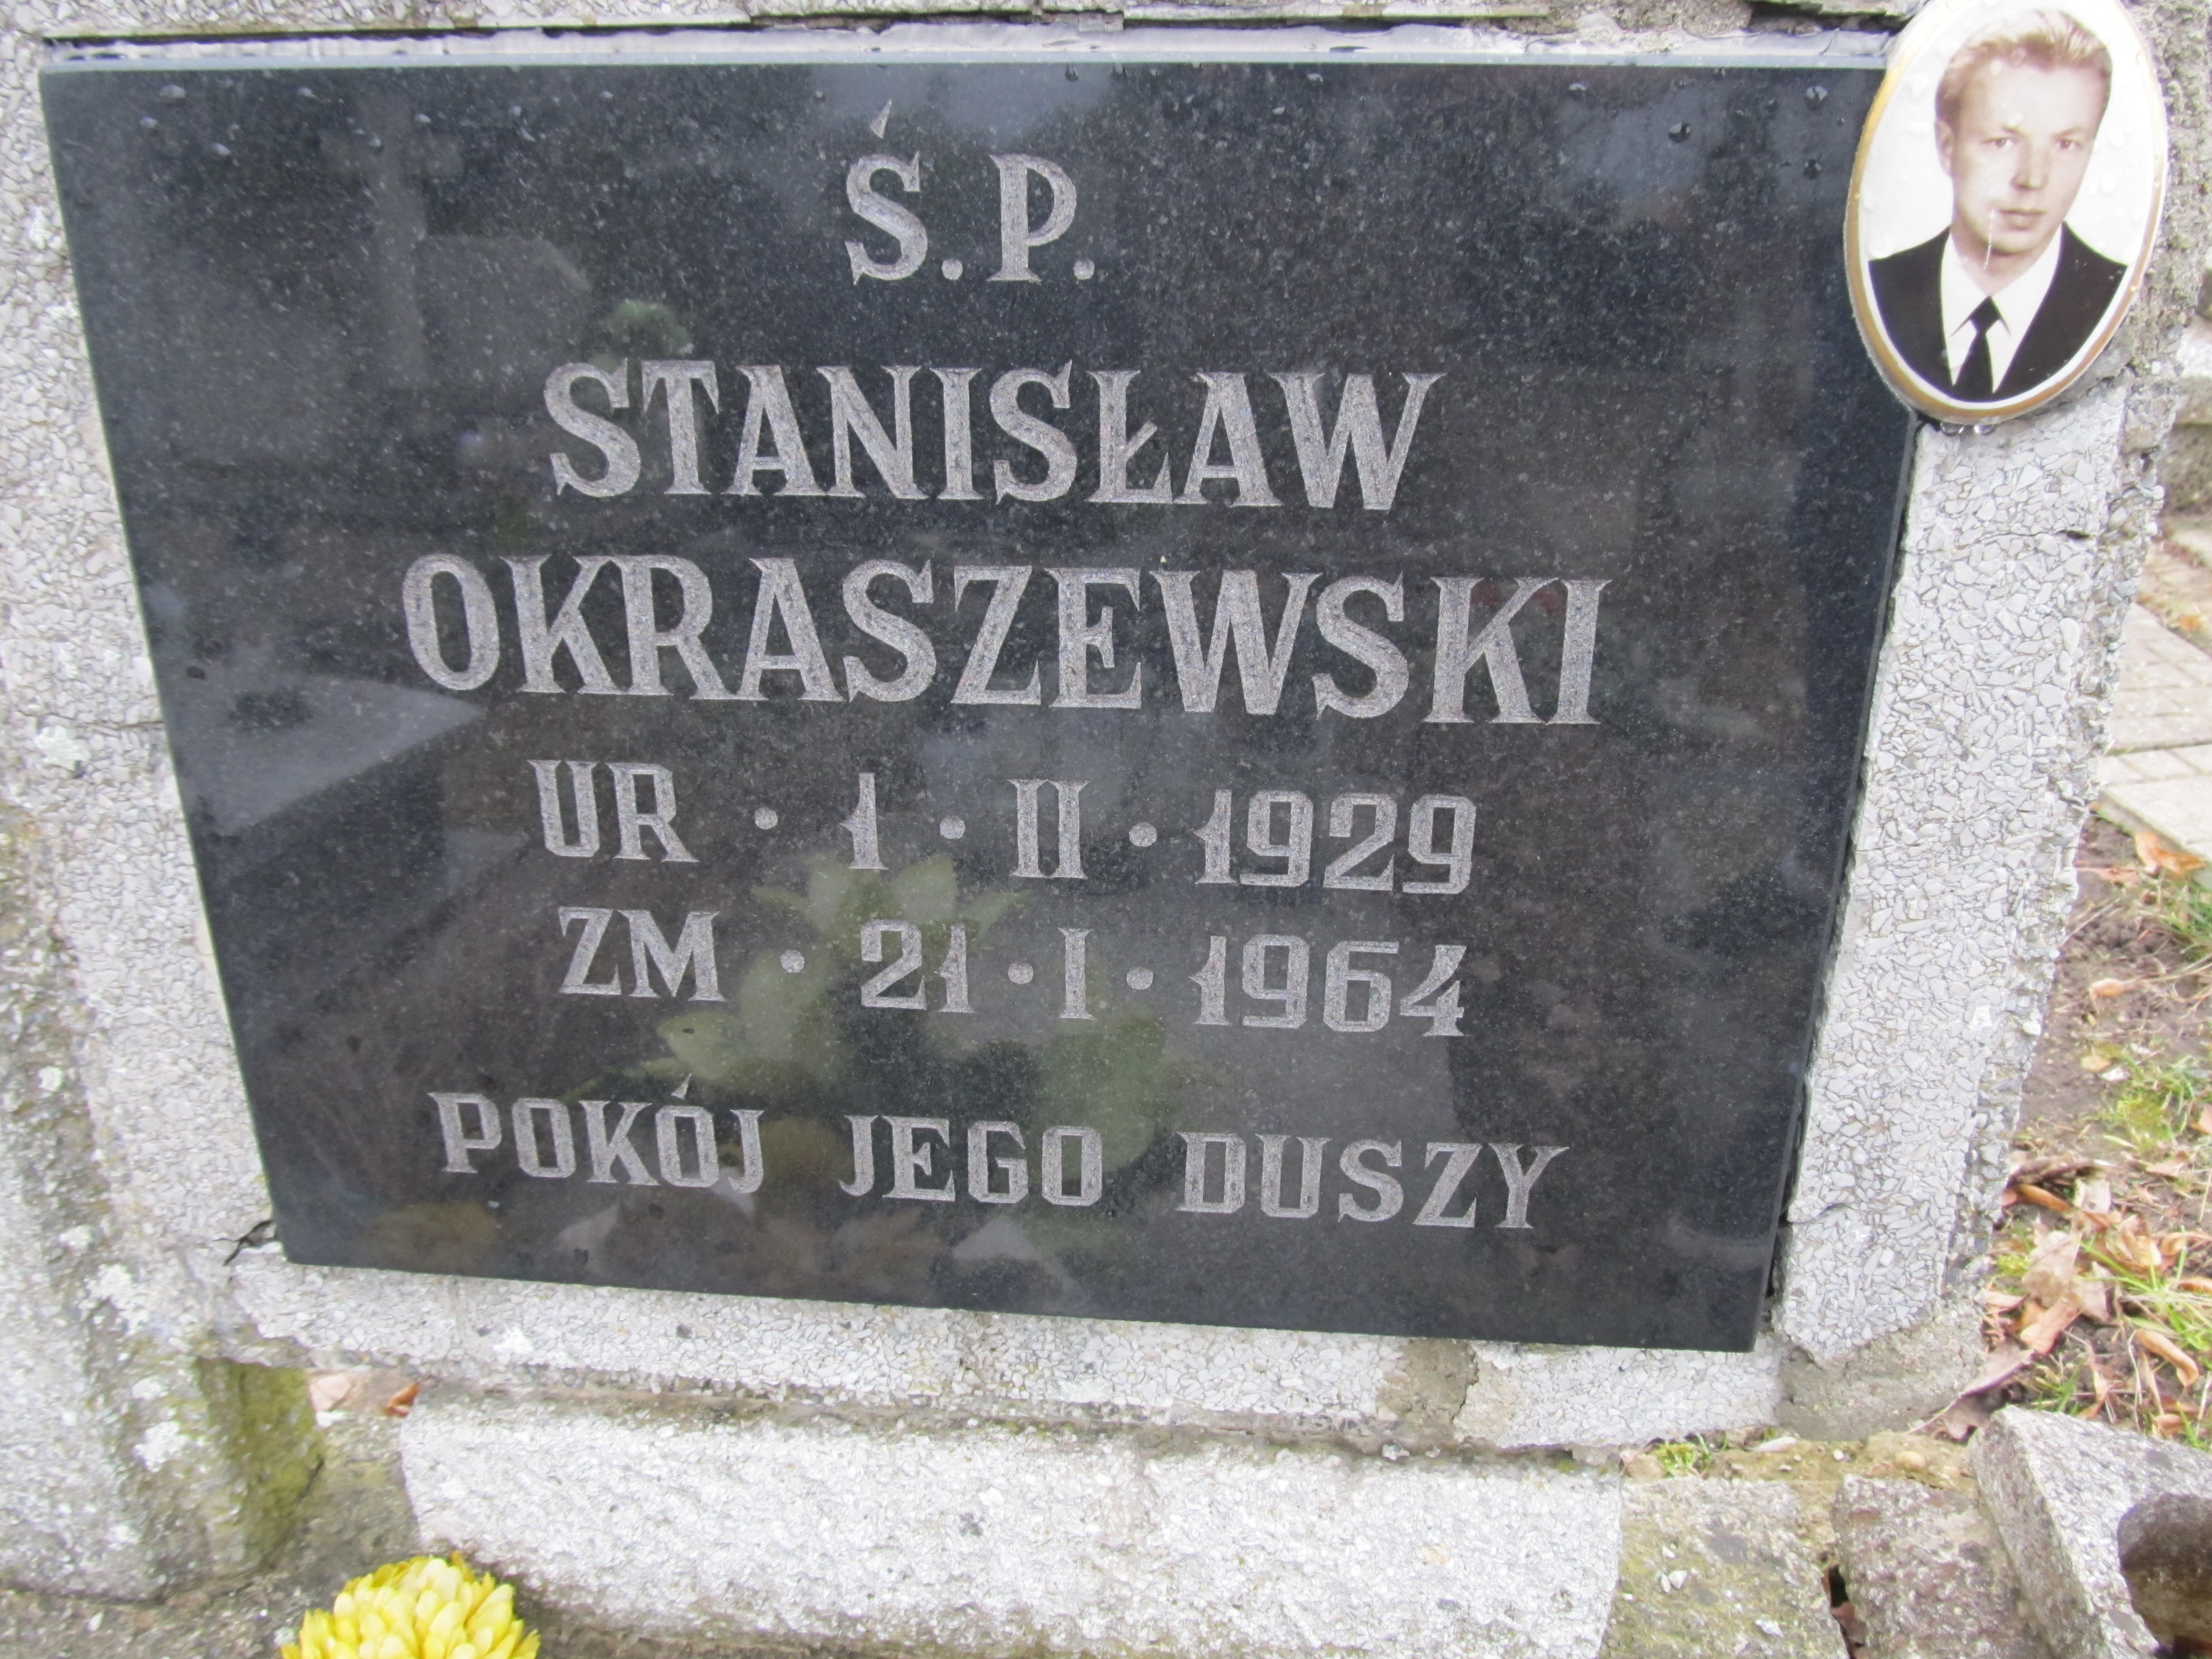 Ś.P.
STANISŁAW
OKRASZEWSKI
UR · 1 · II · 1929
ZM · 21 · I · 1964
POKÓJ JEGO DUSZY